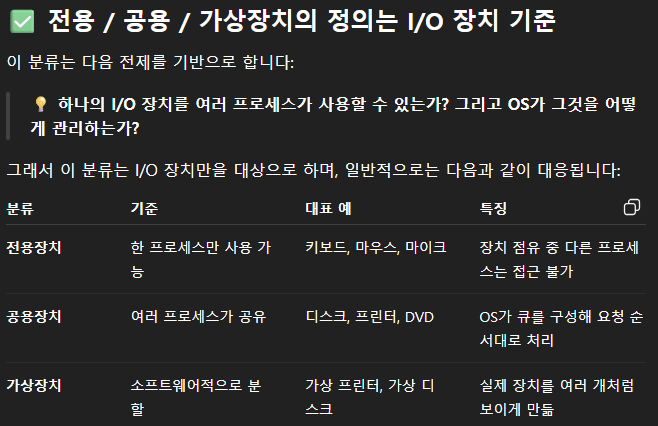 ✅ 전용 / 공용 / 가상장치의 정의는 I/O 장치 기준
이 분류는 다음 전제를 기반으로 합니다:
💡 하나의 I/O 장치를 여러 프로세스가 사용할 수 있는가? 그리고 OS가 그것을 어떻
게 관리하는가?
그래서 이 분류는 I/O 장치만을 대상으로 하며, 일반적으로는 다음과 같이 대응됩니다:
분류 기준 대표 예 특징
전용장치 한 프로세스만 사용 가 키보드, 마우스, 마이크 장치 점유 중 다른 프로세
능 스는 접근 불가
공용장치 여러 프로세스가 공유 디스크, 프린터, DVD OS가 큐를 구성해 요청 순
서대로 처리
가상장치 소프트웨어적으로 분 가상 프린터, 가상 디 실제 장치를 여러 개처럼
할 스크 보이게 만듦